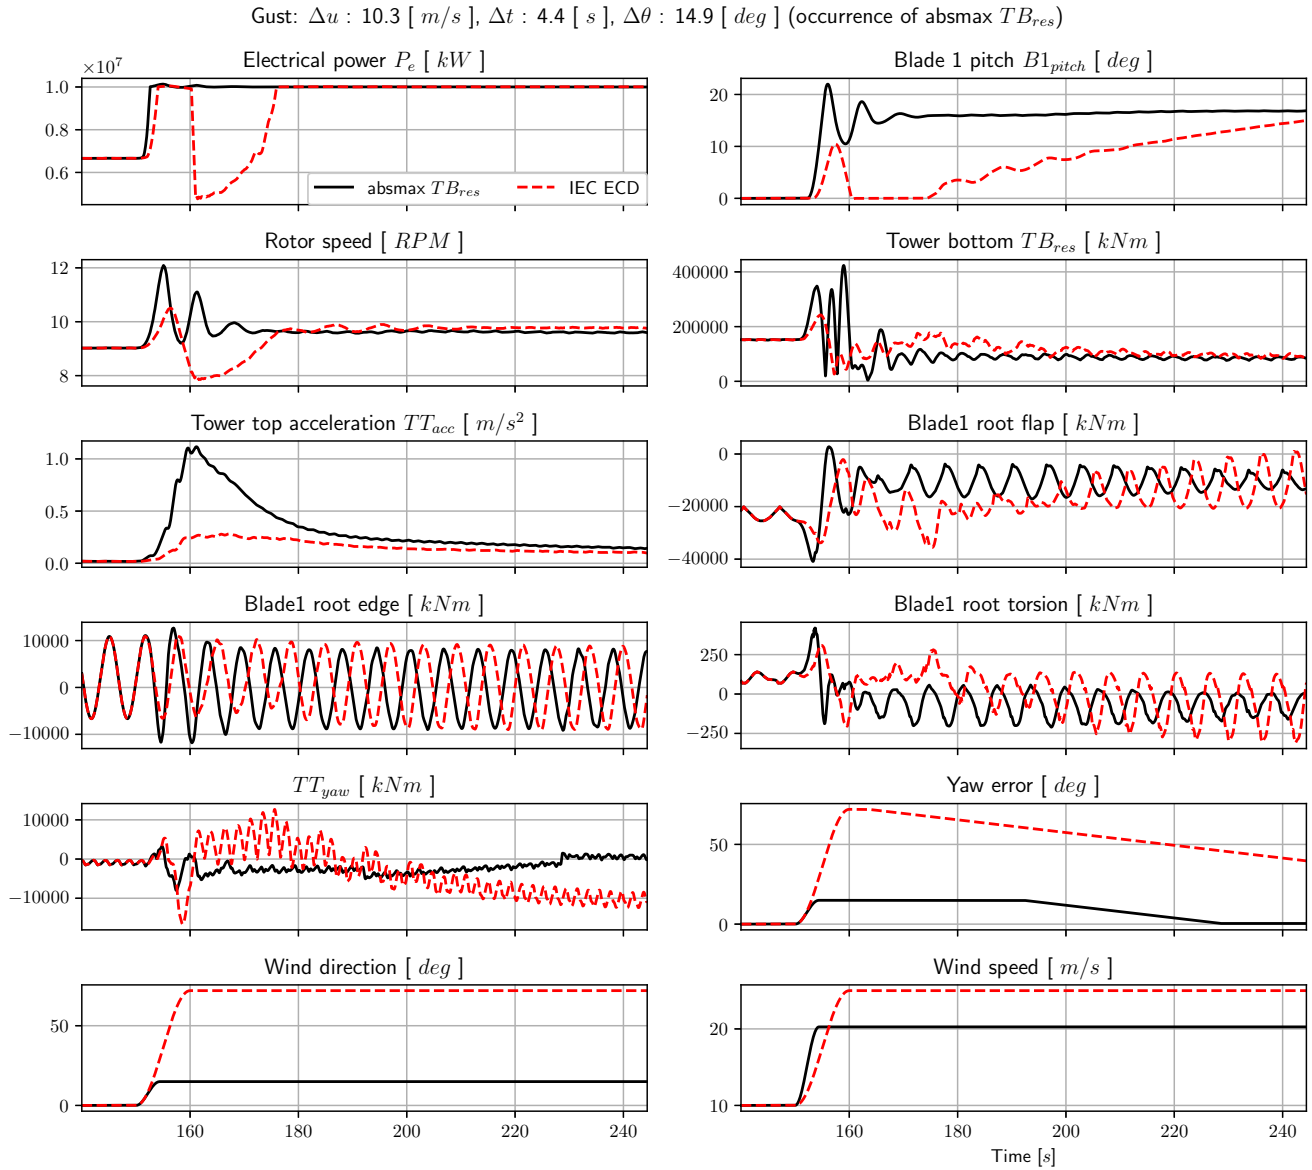 Gust: Δu : 10.3 [ m/s ], Δt : 4.4 [ s ], Δθ : 14.9 [ deg ] (occurrence of absmax TB_res)
Electrical power P_e [ kW ]
×10^7
1.0
0.8
0.6
absmax TB_res
IEC ECD
Blade 1 pitch B1_pitch [ deg ]
20
10
0
Rotor speed [ RPM ]
12
10
8
Tower bottom TB_res [ kNm ]
400000
200000
0
Tower top acceleration TT_acc [ m/s^2 ]
1.0
0.5
0.0
Blade1 root flap [ kNm ]
0
−20000
−40000
Blade1 root edge [ kNm ]
10000
0
−10000
Blade1 root torsion [ kNm ]
250
0
−250
TT_yaw [ kNm ]
10000
0
−10000
Yaw error [ deg ]
50
0
Wind direction [ deg ]
50
0
160 180 200 220 240
Wind speed [ m/s ]
20
10
160 180 200 220 240
Time [s]